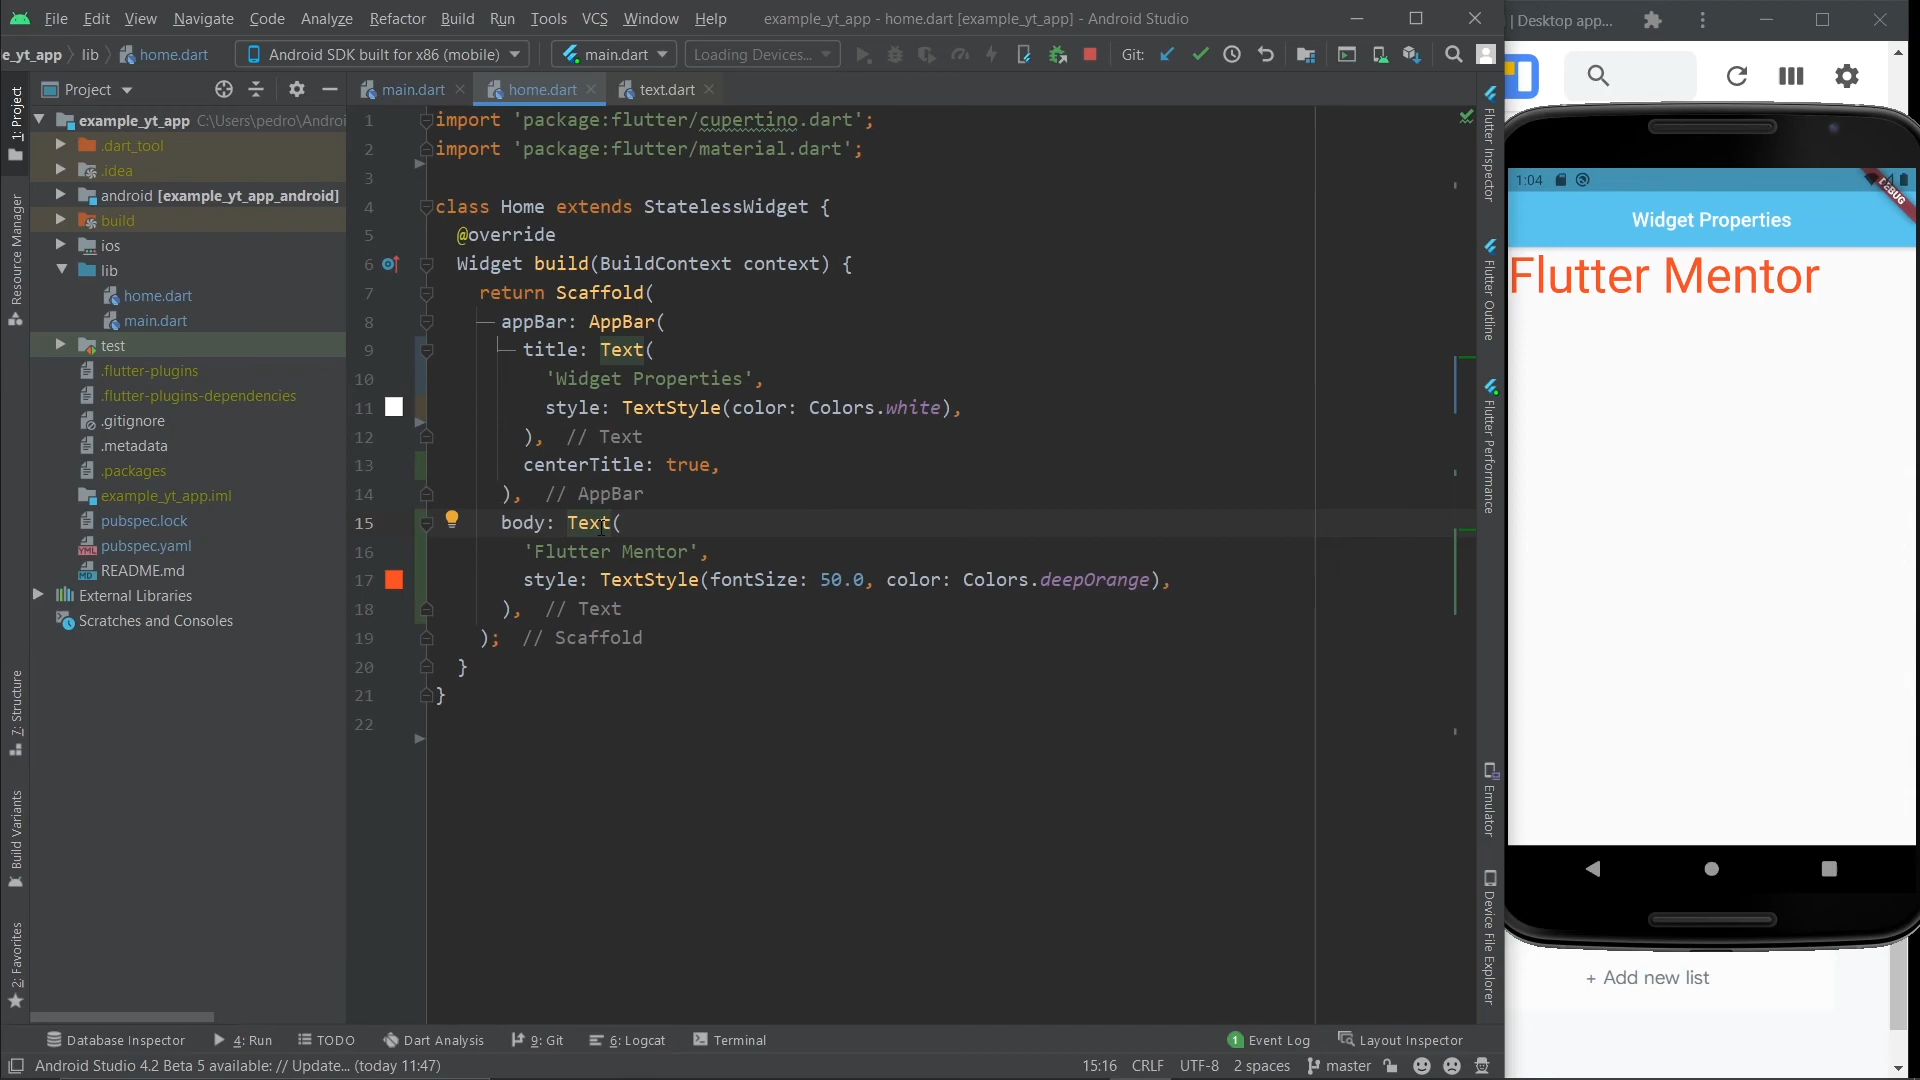 File Edit View Navigate Code Analyze Refactor Build Run Tools VCS Window Help example_yt_app - home.dart [example_yt_app] - Android Studio
| Desktop app...
e_yt_app lib home.dart Android SDK built for x86 (mobile) main.dart Loading Devices... Git:
Project
main.dart home.dart text.dart
1: Project
Resource Manager
7: Structure
Build Variants
2: Favorites
example_yt_app C:\Users\pedro\Androi
.dart_tool
.idea
android [example_yt_app_android]
build
ios
lib
home.dart
main.dart
test
.flutter-plugins
.flutter-plugins-dependencies
.gitignore
.metadata
.packages
example_yt_app.iml
pubspec.lock
pubspec.yaml
README.md
External Libraries
Scratches and Consoles
1 import 'package:flutter/cupertino.dart';
2 import 'package:flutter/material.dart';
3
4 class Home extends StatelessWidget {
5 @override
6 Widget build(BuildContext context) {
7 return Scaffold(
8 appBar: AppBar(
9 title: Text(
10 'Widget Properties',
11 style: TextStyle(color: Colors.white),
12 ), // Text
13 centerTitle: true,
14 ), // AppBar
15 body: Text(
16 'Flutter Mentor',
17 style: TextStyle(fontSize: 50.0, color: Colors.deepOrange),
18 ), // Text
19 ); // Scaffold
20 }
21 }
22
Flutter Inspector
Flutter Outline
Flutter Performance
Emulator
Device File Explorer
1:04
DEBUG
Widget Properties
Flutter Mentor
+ Add new list
Database Inspector 4: Run TODO Dart Analysis 9: Git 6: Logcat Terminal 1 Event Log Layout Inspector
Android Studio 4.2 Beta 5 available: // Update... (today 11:47) 15:16 CRLF UTF-8 2 spaces master